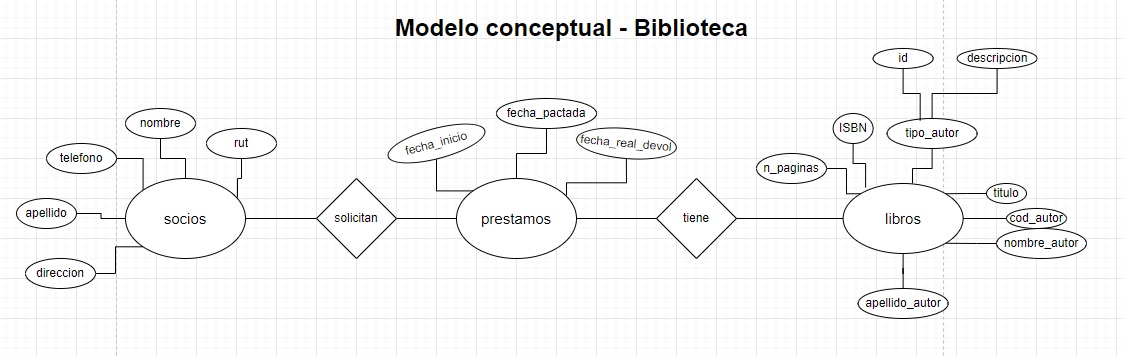 Modelo conceptual - Biblioteca
id
descripcion
fecha_pactada
nombre
ISBN
tipo_autor
rut
fecha_inicio
fecha_real_devol
telefono
n_paginas
titulo
apellido
socios
solicitan
prestamos
tiene
libros
cod_autor
nombre_autor
direccion
apellido_autor